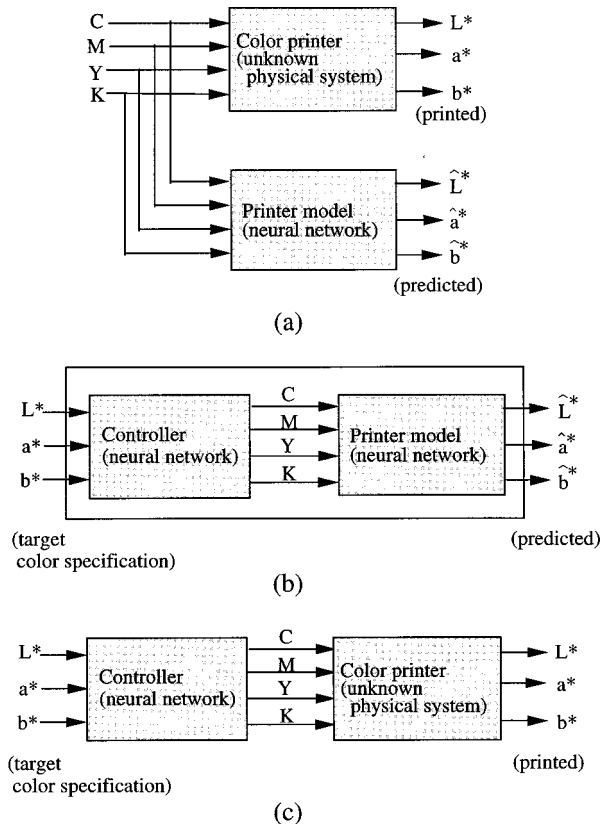 C
M
Y
K
Color printer
(unknown
physical system)
L*
a*
b*
(printed)
Printer model
(neural network)
L̂*
â*
b̂*
(predicted)
(a)
L*
a*
b*
Controller
(neural network)
C
M
Y
K
Printer model
(neural network)
L̂*
â*
b̂*
(target
color specification)
(predicted)
(b)
L*
a*
b*
Controller
(neural network)
C
M
Y
K
Color printer
(unknown
physical system)
L*
a*
b*
(target
color specification)
(printed)
(c)